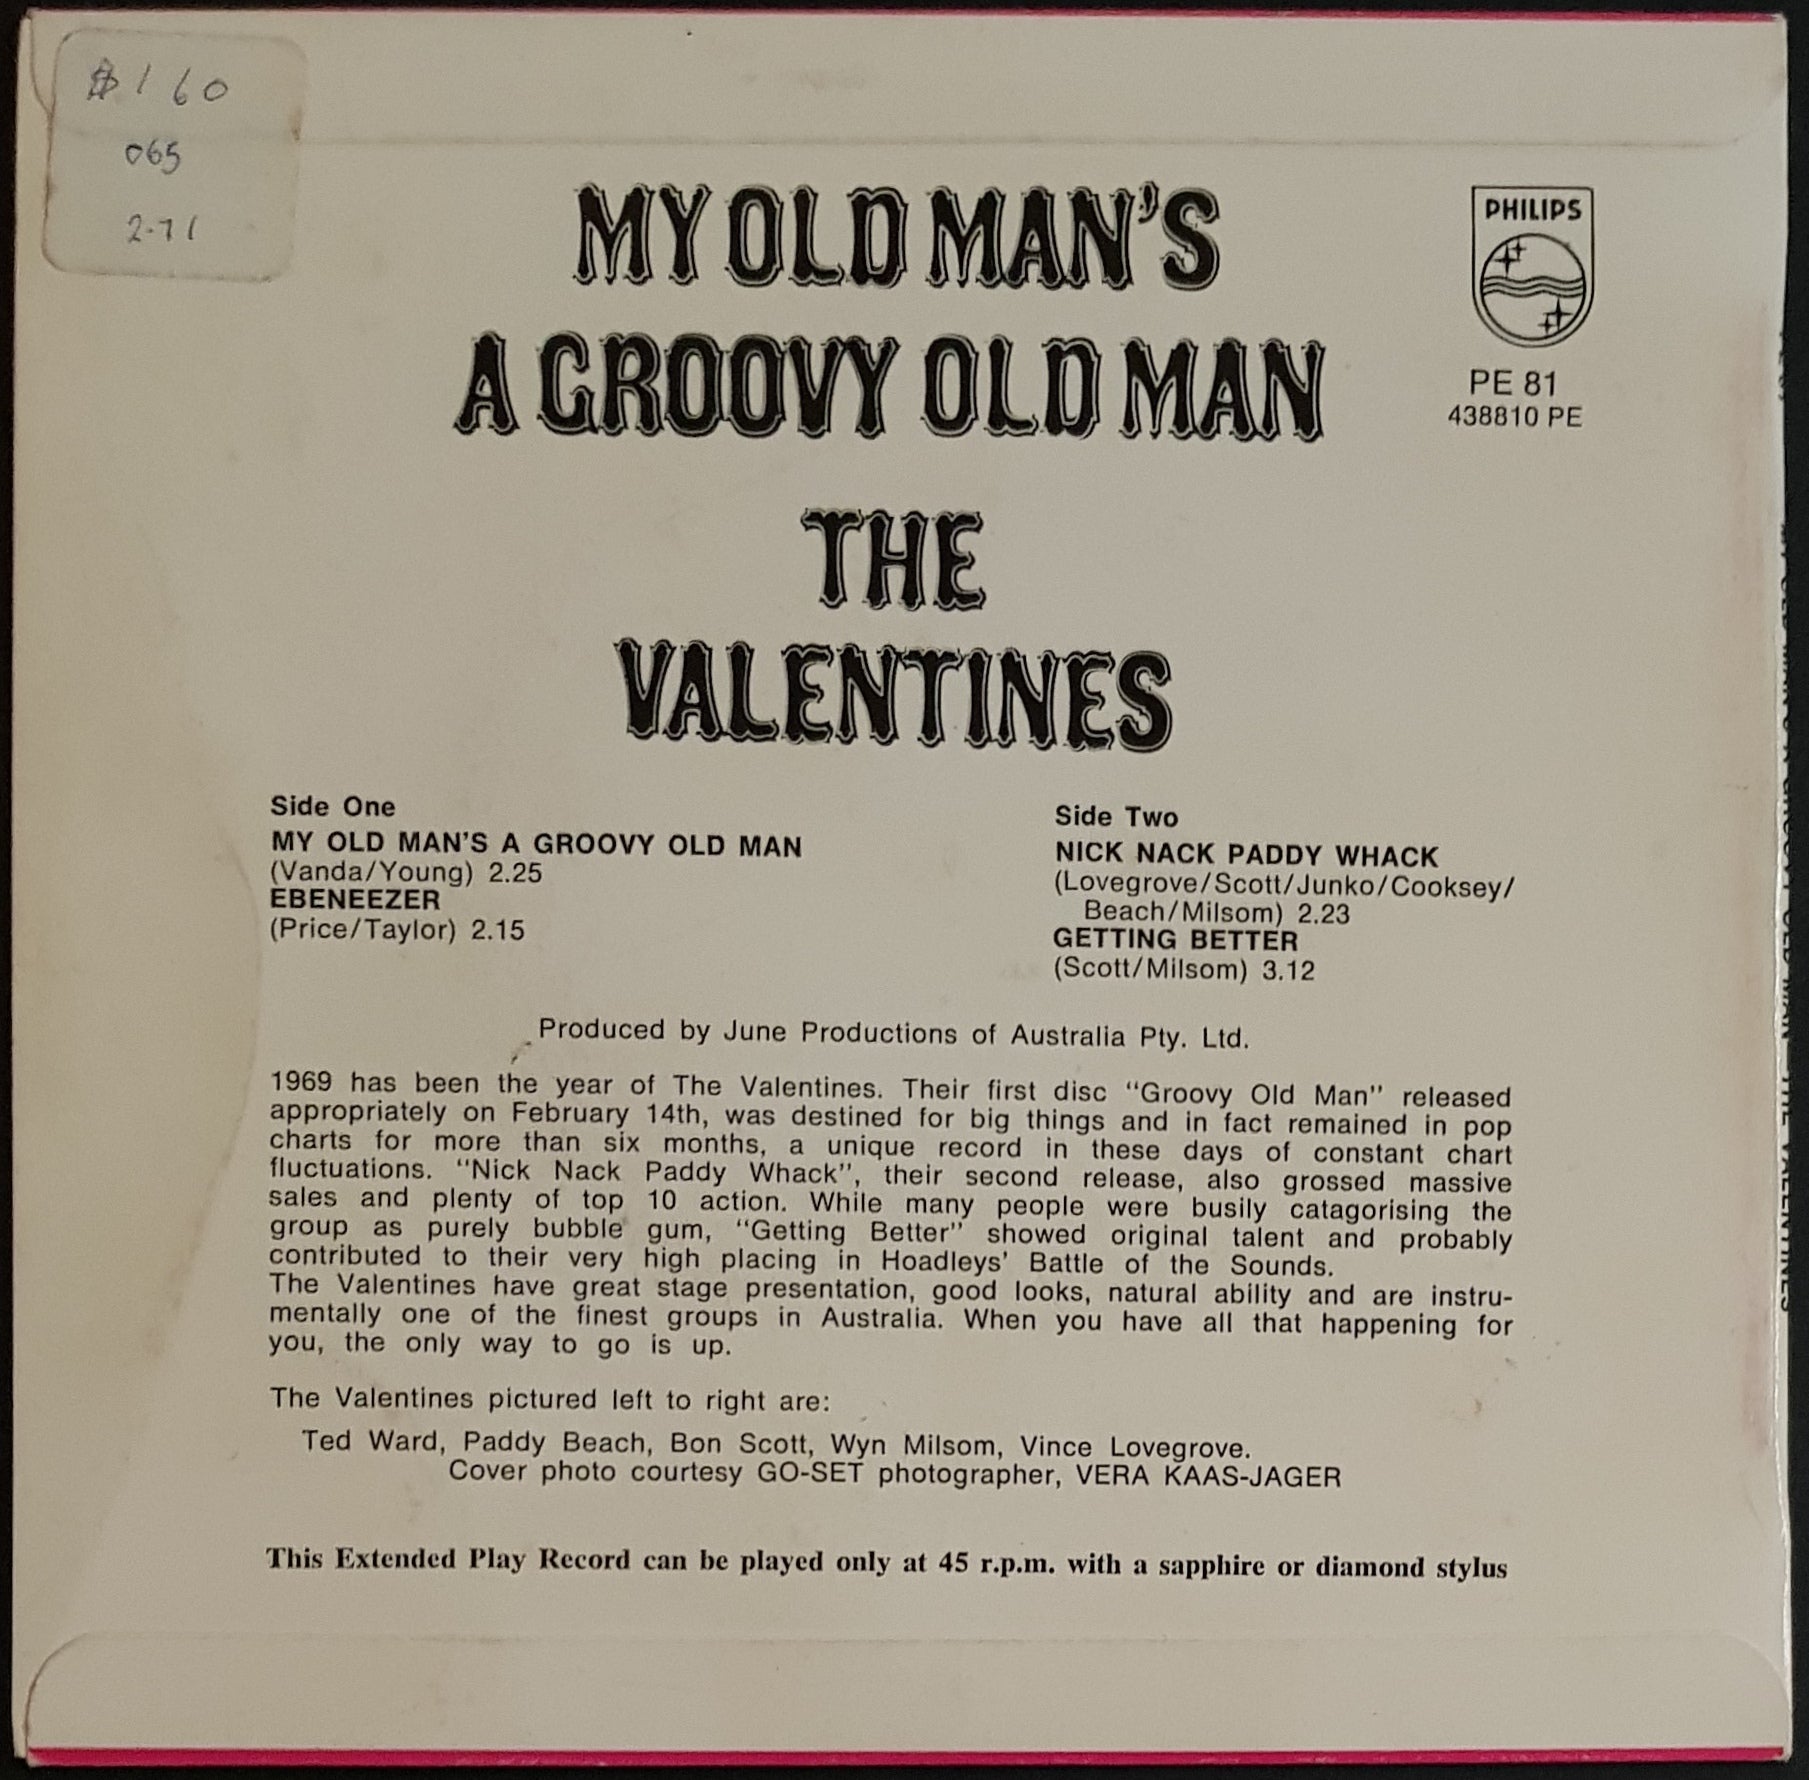 $160
065
2.71
MY OLD MAN'S
A GROOVY OLD MAN
THE
VALENTINES
PHILIPS
PE 81
438810 PE
Side One
MY OLD MAN'S A GROOVY OLD MAN
(Vanda/Young) 2.25
EBENEEZER
(Price/Taylor) 2.15
Side Two
NICK NACK PADDY WHACK
(Lovegrove/Scott/Junko/Cooksey/
Beach/Milsom) 2.23
GETTING BETTER
(Scott/Milsom) 3.12
Produced by June Productions of Australia Pty. Ltd.
1969 has been the year of The Valentines. Their first disc "Groovy Old Man" released
appropriately on February 14th, was destined for big things and in fact remained in pop
charts for more than six months, a unique record in these days of constant chart
fluctuations. "Nick Nack Paddy Whack", their second release, also grossed massive
sales and plenty of top 10 action. While many people were busily catagorising the
group as purely bubble gum, "Getting Better" showed original talent and probably
contributed to their very high placing in Hoadleys' Battle of the Sounds.
The Valentines have great stage presentation, good looks, natural ability and are instru-
mentally one of the finest groups in Australia. When you have all that happening for
you, the only way to go is up.
The Valentines pictured left to right are:
Ted Ward, Paddy Beach, Bon Scott, Wyn Milsom, Vince Lovegrove.
Cover photo courtesy GO-SET photographer, VERA KAAS-JAGER
This Extended Play Record can be played only at 45 r.p.m. with a sapphire or diamond stylus
THE VALENTINES